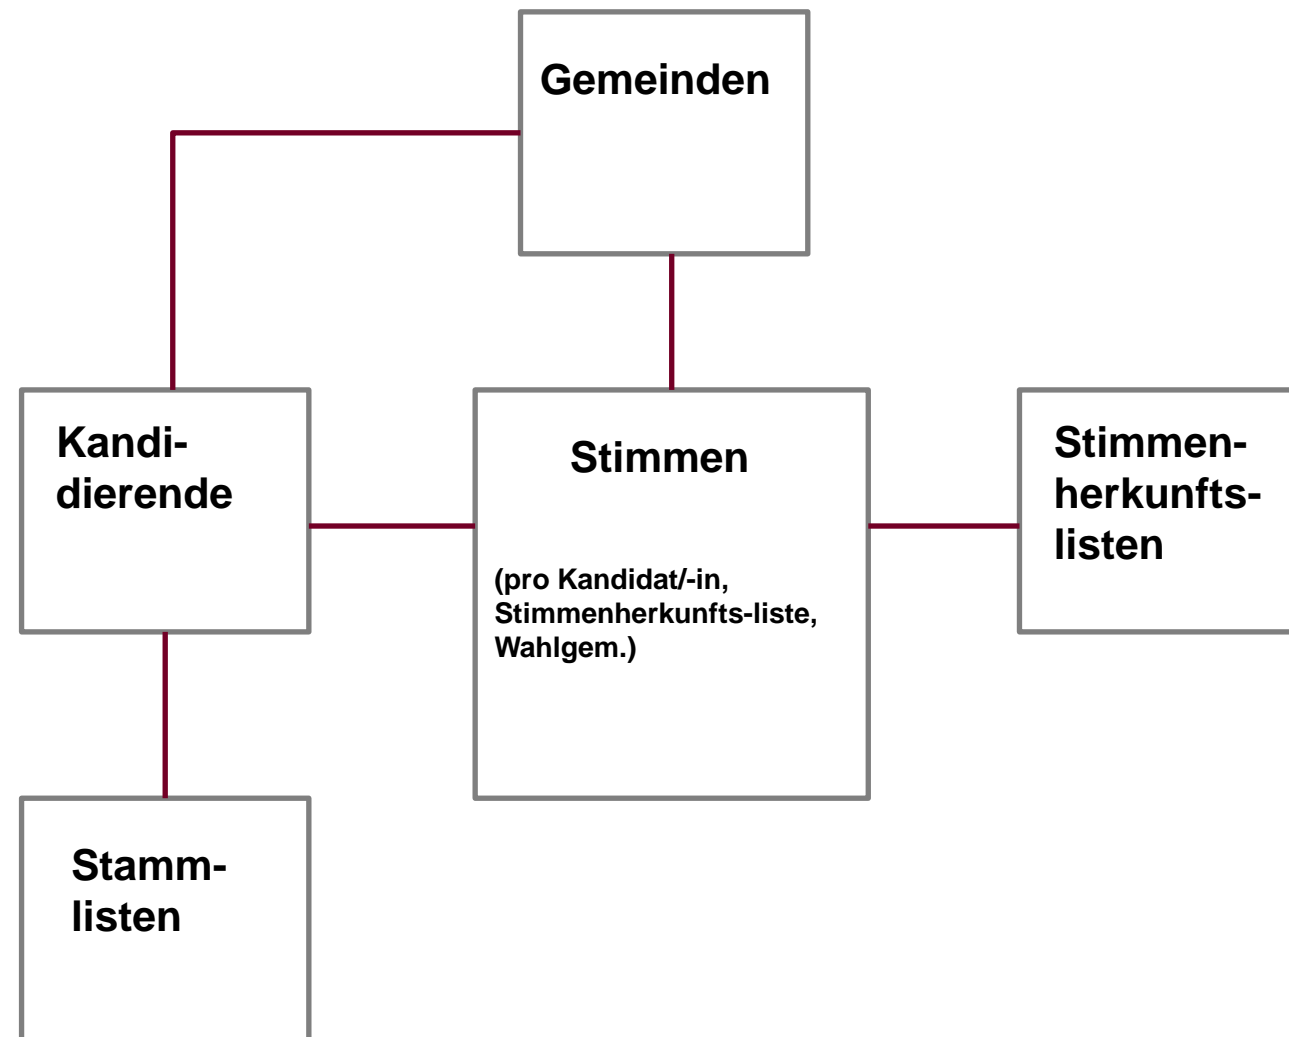 Gemeinden
Kandi-
dierende
Stimmen
(pro Kandidat/-in,
Stimmenherkunfts-liste,
Wahlgem.)
Stimmen-
herkunfts-
listen
Stamm-
listen